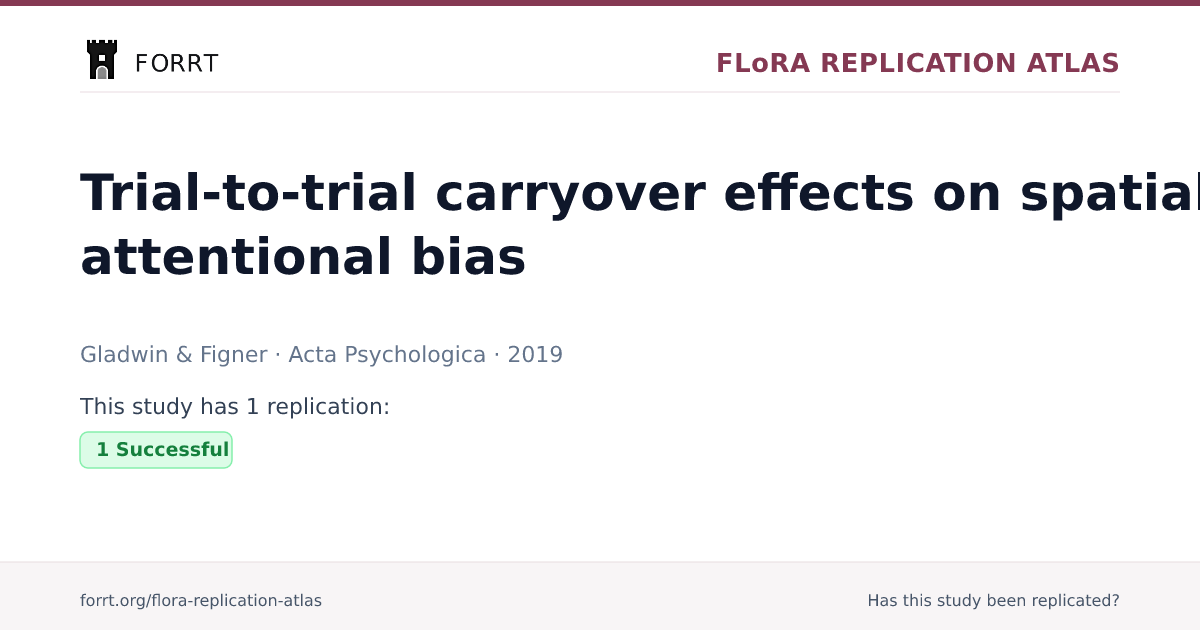 FORRT
FLoRA REPLICATION ATLAS
Trial-to-trial carryover effects on spatial
attentional bias
Gladwin & Figner · Acta Psychologica · 2019
This study has 1 replication:
1 Successful
forrt.org/flora-replication-atlas
Has this study been replicated?